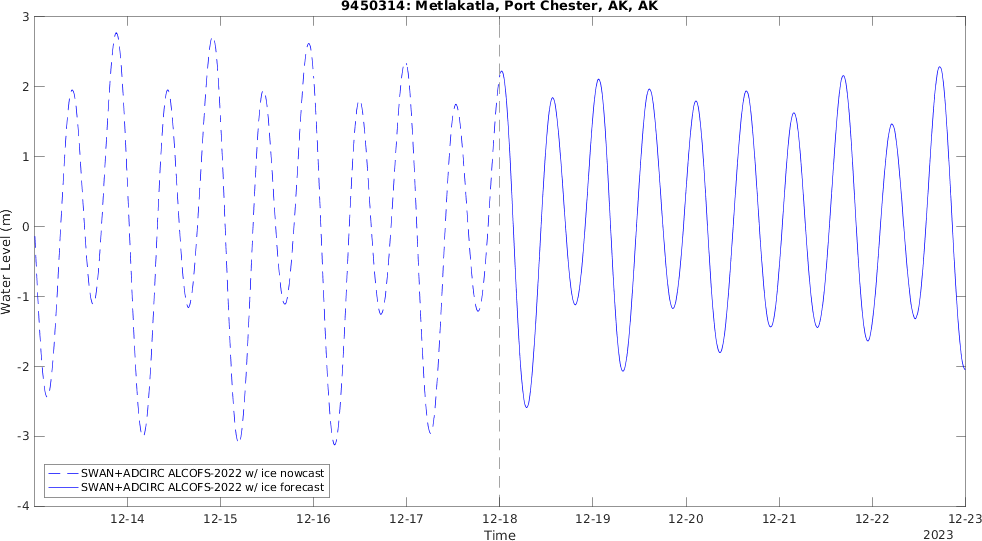 9450314: Metlakatla, Port Chester, AK, AK
3
2
1
0
-1
-2
-3
-4
Water Level (m)
SWAN+ADCIRC ALCOFS-2022 w/ ice nowcast
SWAN+ADCIRC ALCOFS-2022 w/ ice forecast
12-14 12-15 12-16 12-17 12-18 12-19 12-20 12-21 12-22 12-23
Time
2023